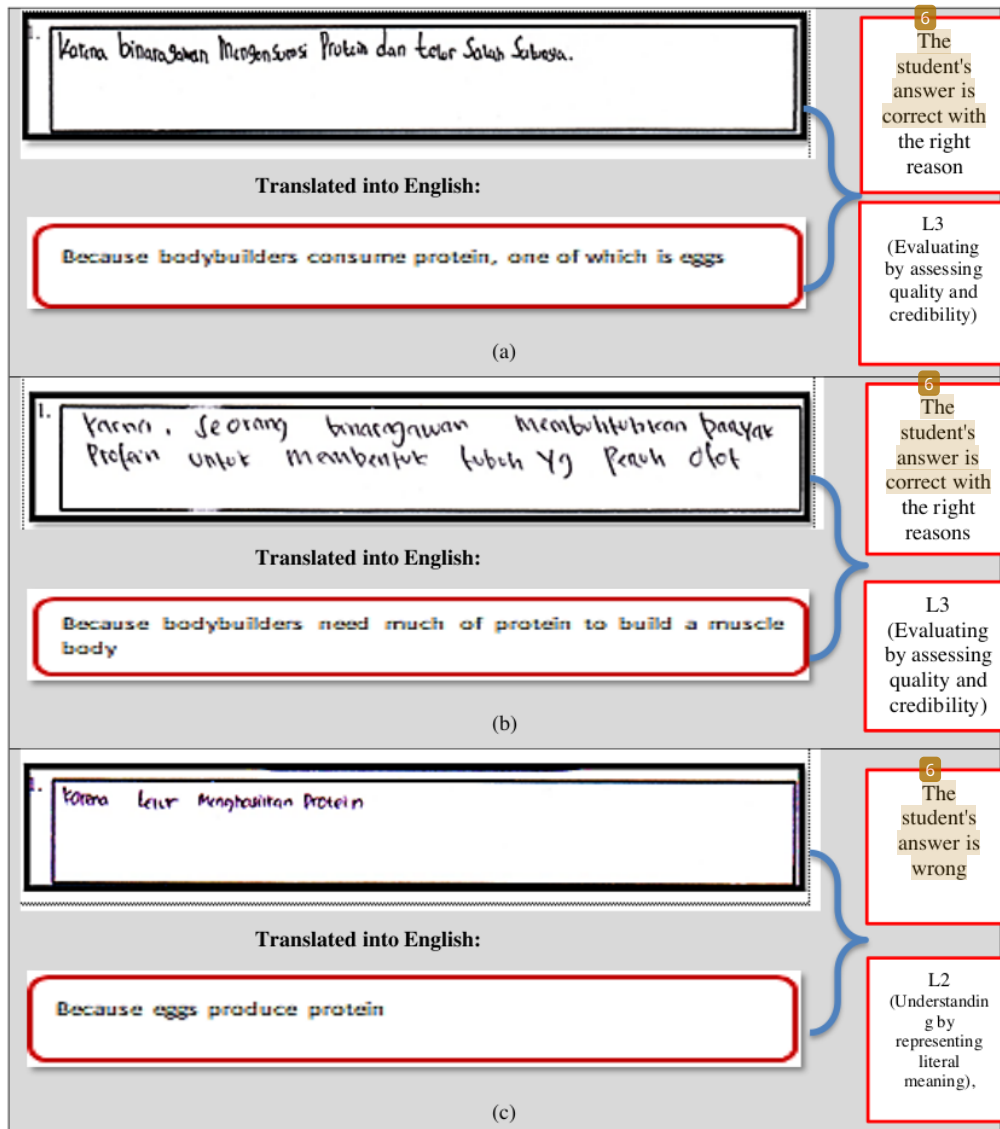 1.
Karena binaragawan Mengonsumsi Protein dan telur Salah Satunya.
Translated into English:
Because bodybuilders consume protein, one of which is eggs
(a)
6
The
student's
answer is
correct with
the right
reason
L3
(Evaluating
by assessing
quality and
credibility)
1.
Karna, Seorang binaragawan Membutuhkan banyak
Protein untuk membentuk tubuh yg Penuh otot
Translated into English:
Because bodybuilders need much of protein to build a muscle
body
(b)
6
The
student's
answer is
correct with
the right
reasons
L3
(Evaluating
by assessing
quality and
credibility)
1.
Karena telur Menghasilkan Protein
Translated into English:
Because eggs produce protein
(c)
6
The
student's
answer is
wrong
L2
(Understandin
g by
representing
literal
meaning),